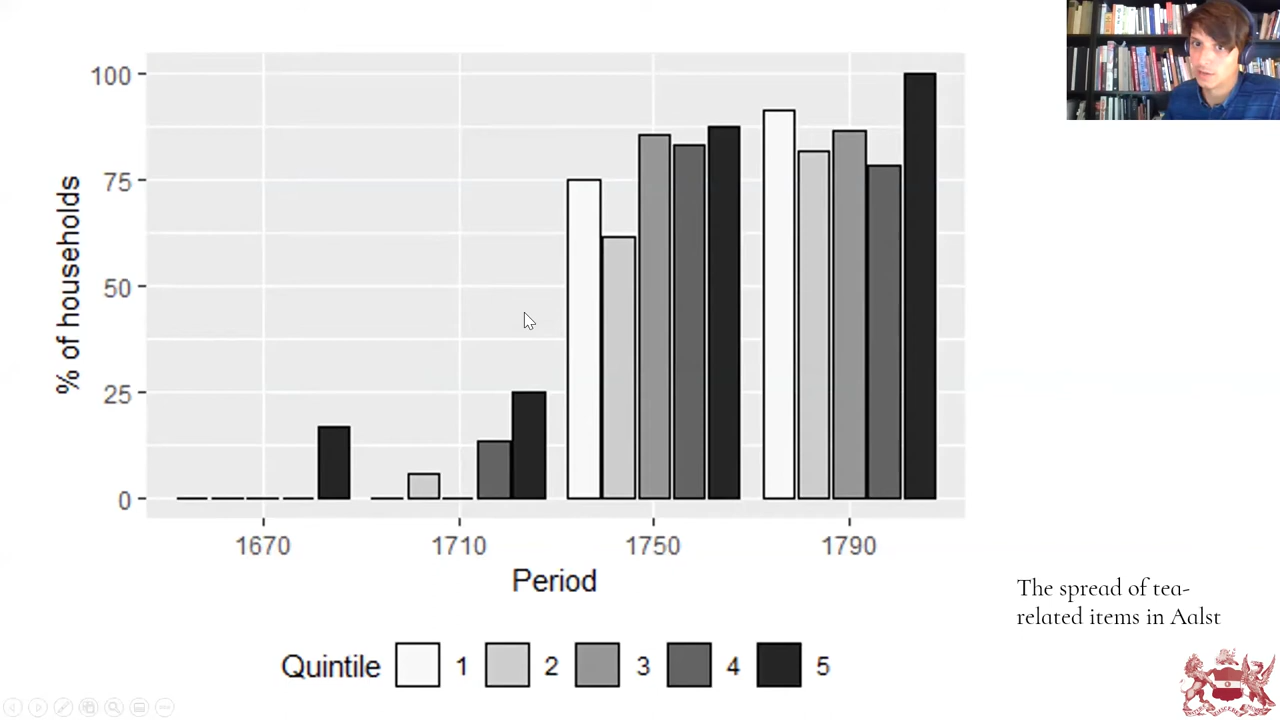 100
75
50
25
0
% of households
1670 1710 1750 1790
Period
Quintile 1 2 3 4 5
The spread of tea-
related items in Aalst